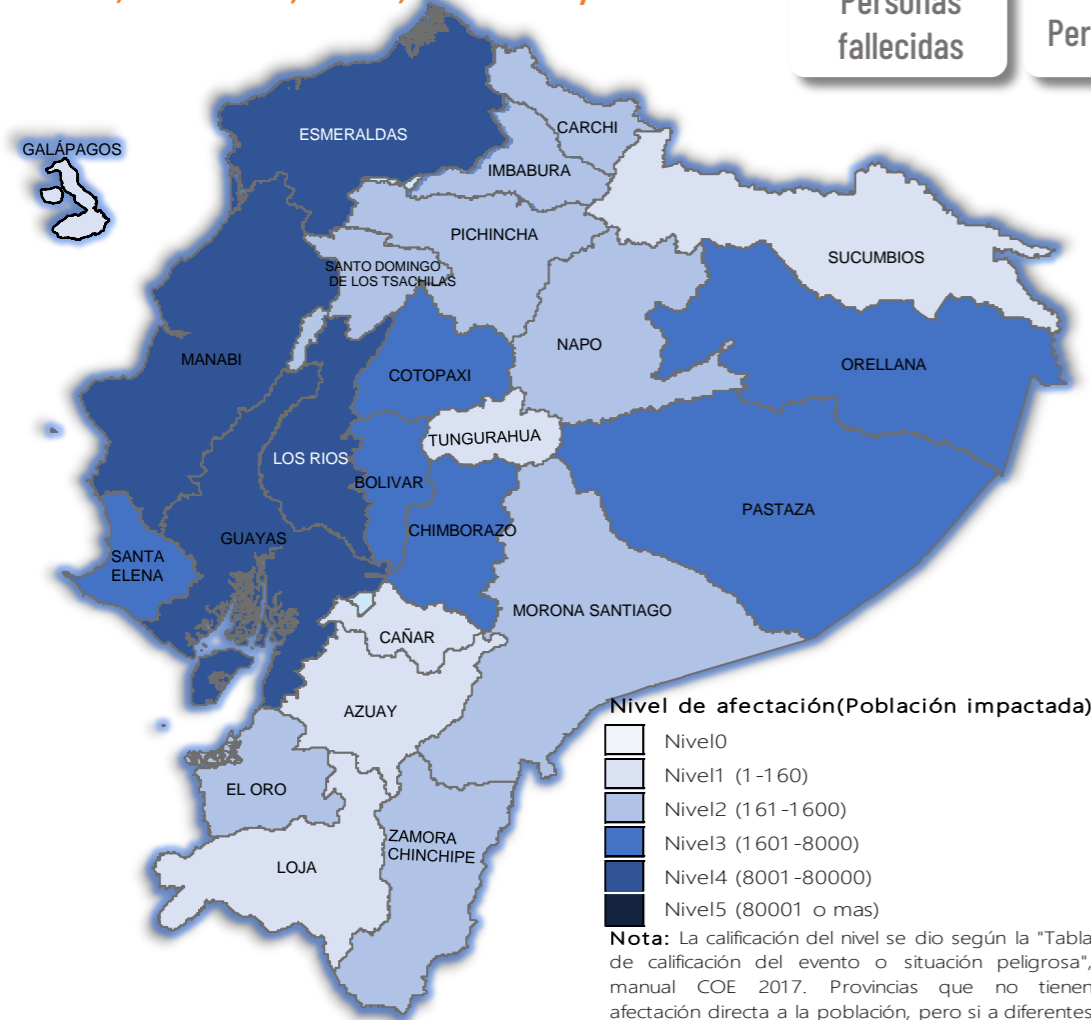 Personas
fallecidas
Per
ESMERALDAS
CARCHI
GALÁPAGOS
IMBABURA
PICHINCHA
SUCUMBIOS
SANTO DOMINGO
DE LOS TSACHILAS
NAPO
MANABI
ORELLANA
COTOPAXI
TUNGURAHUA
LOS RIOS
BOLIVAR
PASTAZA
CHIMBORAZO
GUAYAS
SANTA
ELENA
MORONA SANTIAGO
CAÑAR
AZUAY
EL ORO
ZAMORA
CHINCHIPE
LOJA
Nivel de afectación(Población impactada)
Nivel0
Nivel1 (1-160)
Nivel2 (161-1600)
Nivel3 (1601-8000)
Nivel4 (8001-80000)
Nivel5 (80001 o mas)
Nota: La calificación del nivel se dio según la "Tabla
de calificación del evento o situación peligrosa",
manual COE 2017. Provincias que no tienen
afectación directa a la población, pero si a diferentes